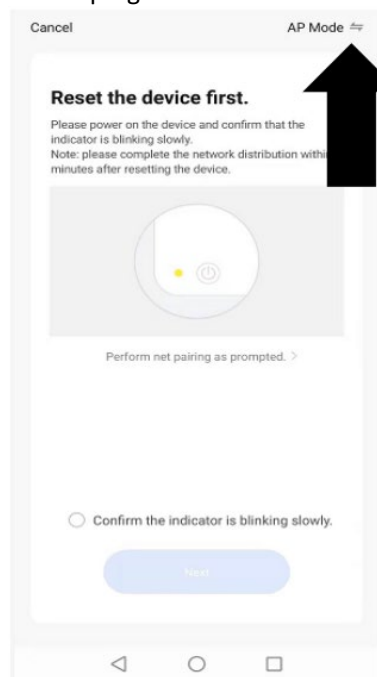 Cancel AP Mode
Reset the device first.
Please power on the device and confirm that the
indicator is blinking slowly.
Note: please complete the network distribution
minutes after resetting the device.
Perform net pairing as prompted. >
Confirm the indicator is blinking slowly.
Next